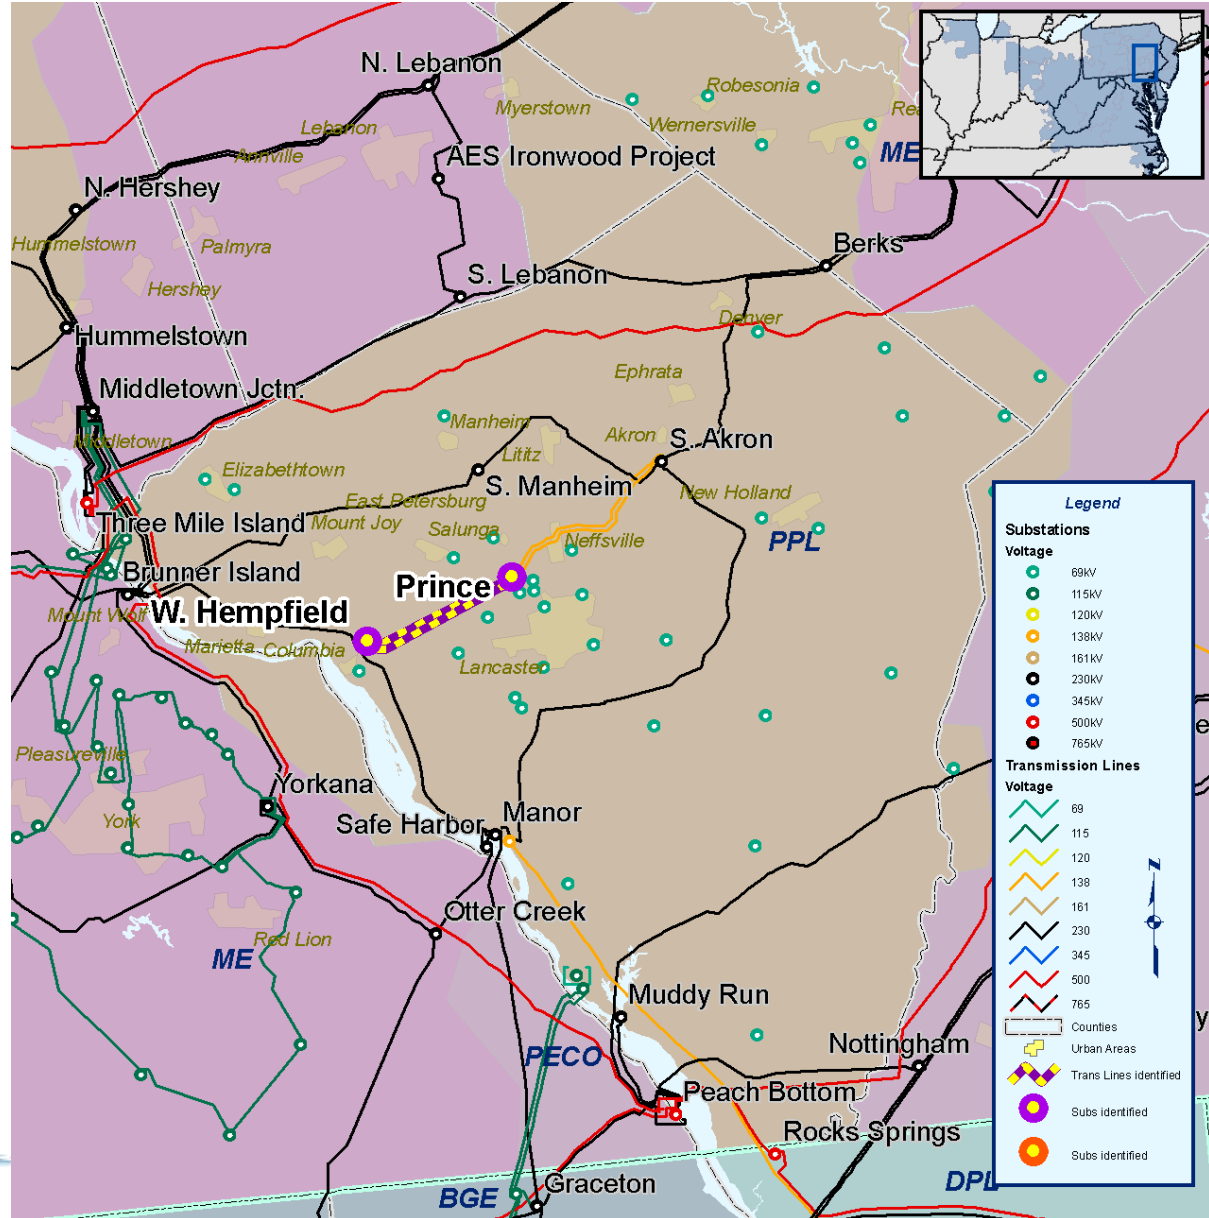 N. Lebanon
Robesonia
Myerstown
Wernersville
Lebanon
Annville
AES Ironwood Project
ME
N. Hershey
Hummelstown
Palmyra
Berks
S. Lebanon
Hershey
Denver
Hummelstown
Ephrata
Middletown Jctn.
Manheim
Akron
S. Akron
Middletown
Lititz
Elizabethtown
S. Manheim
New Holland
East Petersburg
Three Mile Island
Mount Joy
Salunga
Neffsville
PPL
Brunner Island
Prince
Mount Wolf
W. Hempfield
Marietta
Columbia
Lancaster
Pleasureville
Yorkana
York
Safe Harbor
Manor
Otter Creek
Red Lion
ME
Muddy Run
PECO
Nottingham
Peach Bottom
Rocks Springs
Graceton
BGE
DPL
Legend
Substations
Voltage
69kV
115kV
120kV
138kV
161kV
230kV
345kV
500kV
765kV
Transmission Lines
Voltage
69
115
120
138
161
230
345
500
765
Counties
Urban Areas
Trans Lines identified
Subs identified
Subs identified
Z